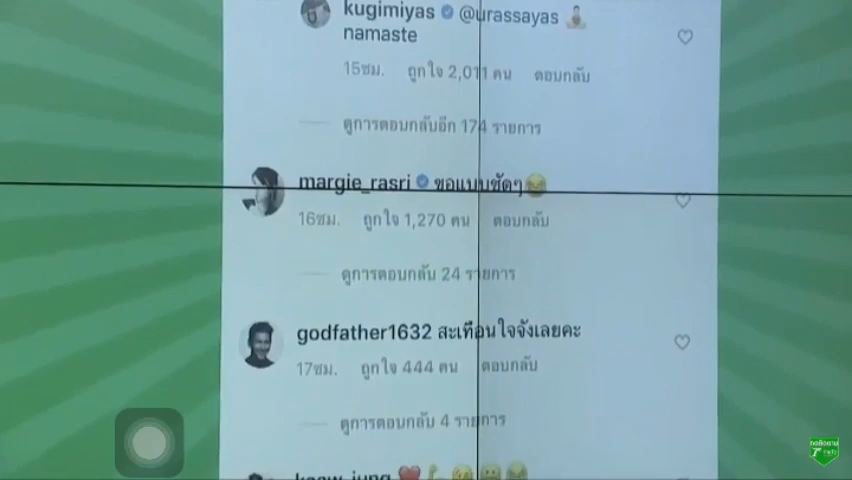 kugimiyas @urassayas 🙏
namaste
15ชม. ถูกใจ 2,011 คน ตอบกลับ
ดูการตอบกลับอีก 174 รายการ
margie_rasri ขอแบบชัดๆ😂
16ชม. ถูกใจ 1,270 คน ตอบกลับ
ดูการตอบกลับ 24 รายการ
godfather1632 สะเทือนใจจังเลยคะ
17ชม. ถูกใจ 444 คน ตอบกลับ
ดูการตอบกลับ 4 รายการ